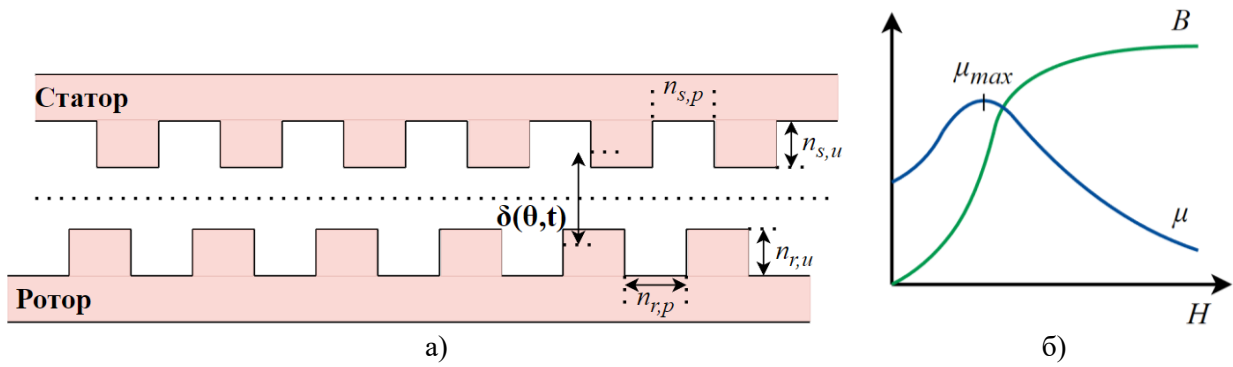 Статор
n_{s,p}
n_{s,u}
δ(θ,t)
n_{r,u}
n_{r,p}
Ротор
а)
B
μ_{max}
μ
H
б)